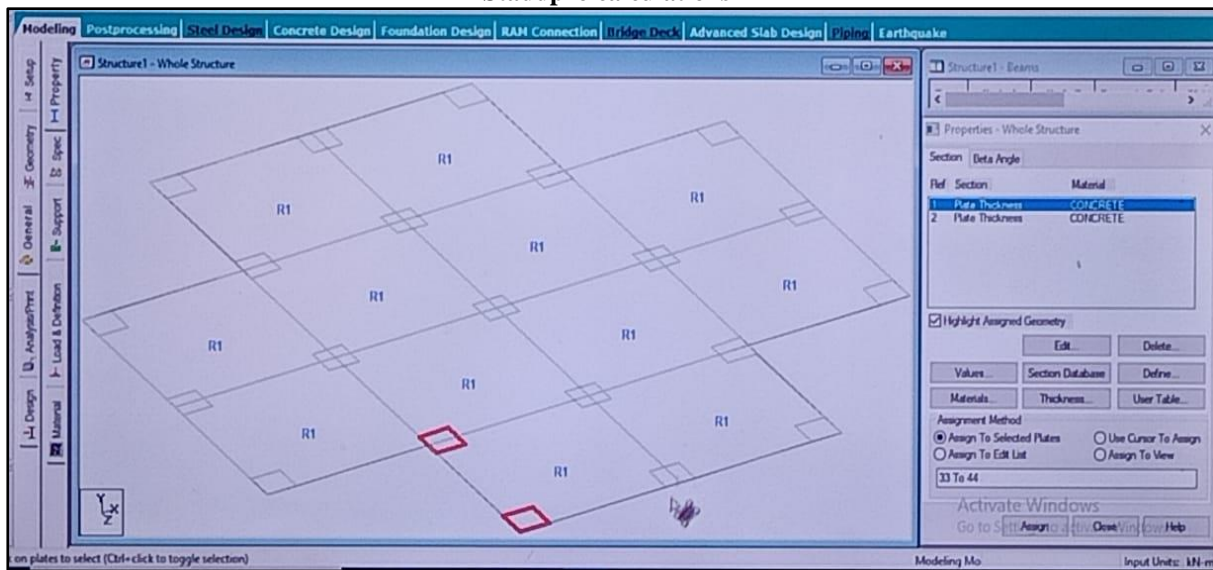 Modeling Postprocessing Steel Design Concrete Design Foundation Design RAM Connection Bridge Deck Advanced Slab Design Piping Earthquake
Setup
Geometry
General
Analysis/Print
Design
Property
Spec
Support
Load & Definition
Material
Structure1 - Whole Structure
R1
R1
R1
R1
R1
R1
R1
R1
R1
R1
R1
R1
Y
X
Z
Structure1 - Beams
Properties - Whole Structure
Section Beta Angle
Ref Section Material
1 Plate Thickness CONCRETE
2 Plate Thickness CONCRETE
Highlight Assigned Geometry
Edit... Delete...
Values... Section Database Define...
Materials... Thickness... User Table...
Assignment Method
Assign To Selected Plates Use Cursor To Assign
Assign To Edit List Assign To View
33 To 44
Activate Windows
Go to to activate Windows
Assign Close Help
on plates to select (Ctrl+click to toggle selection) Modeling Mo Input Units: kN-m